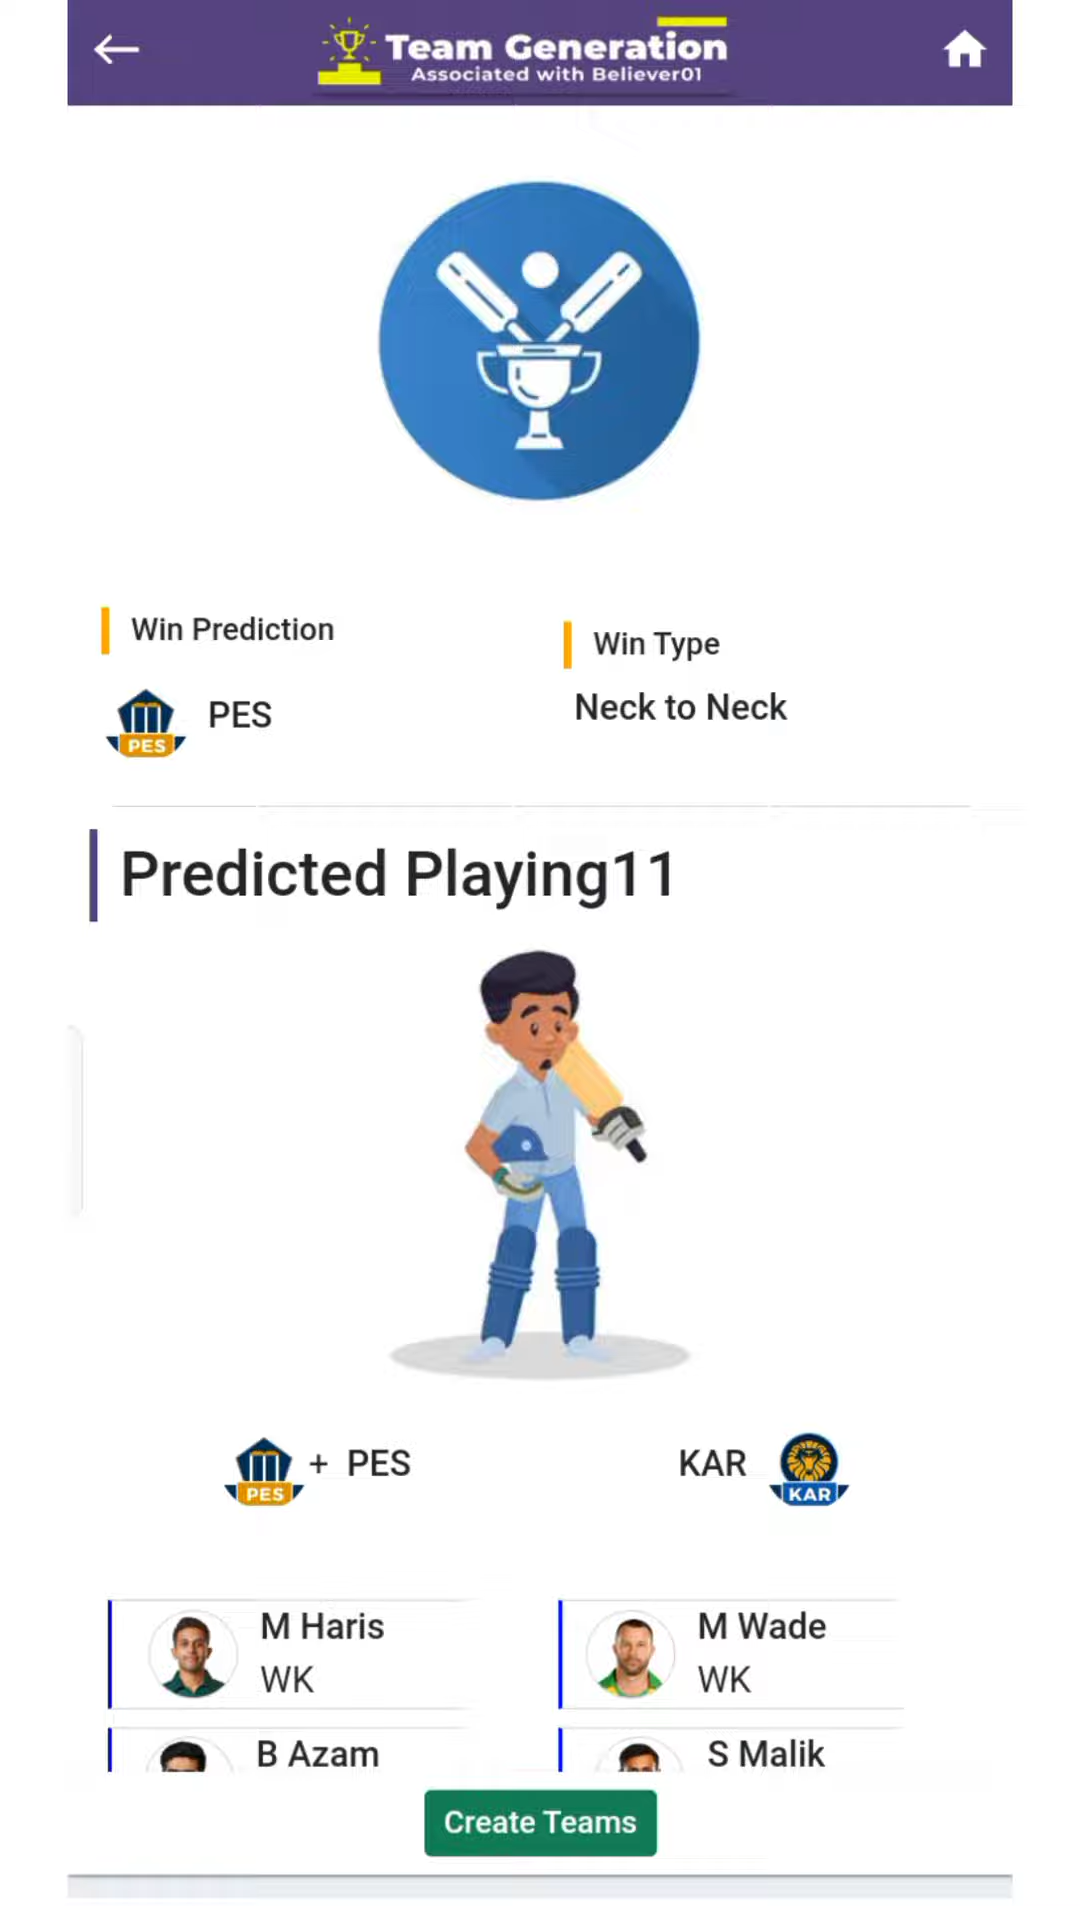 Team Generation
Associated with Believer01
Win Prediction
Win Type
PES
PES
Neck to Neck
Predicted Playing11
PES
+ PES
KAR
KAR
M Haris
WK
M Wade
WK
B Azam
S Malik
Create Teams